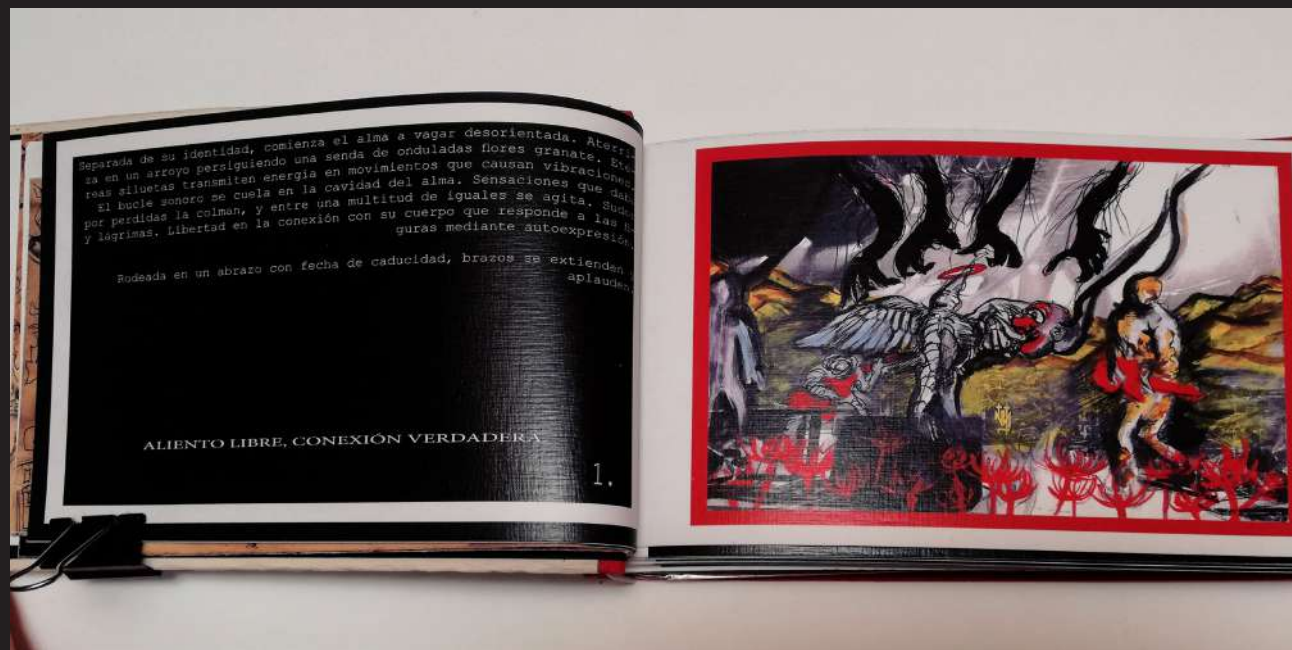 Separada de su identidad, comienza el alma a vagar desorientada. Aterri-
za en un arroyo persiguiendo una senda de onduladas flores granate. Eté-
reas siluetas transmiten energía en movimientos que causan vibraciones.
El bucle sonoro se cuela en la cavidad del alma. Sensaciones que daba
por perdidas la colman, y entre una multitud de iguales se agita. Sudor
y lágrimas. Libertad en la conexión con su cuerpo que responde a las fi-
guras mediante autoexpresión.
Rodeada en un abrazo con fecha de caducidad, brazos se extienden y
aplauden.
ALIENTO LIBRE, CONEXIÓN VERDADERA
1.